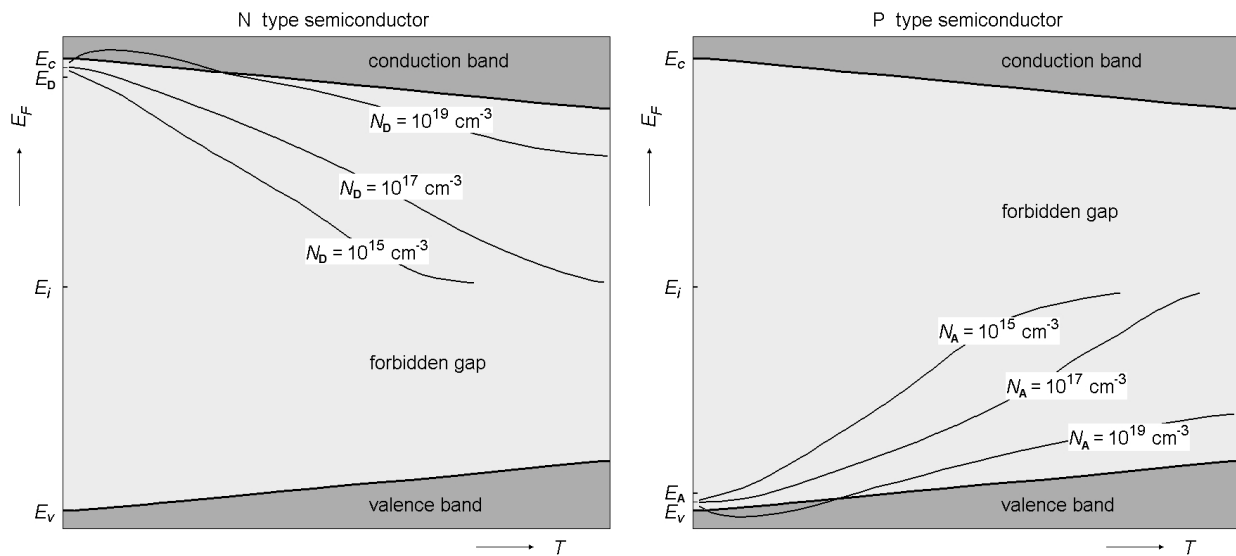 N type semiconductor
E_c
E_D
E_F
conduction band
N_D = 10^19 cm^-3
N_D = 10^17 cm^-3
N_D = 10^15 cm^-3
E_i
forbidden gap
E_v
valence band
T
P type semiconductor
E_c
E_F
conduction band
forbidden gap
E_i
N_A = 10^15 cm^-3
N_A = 10^17 cm^-3
N_A = 10^19 cm^-3
E_A
E_v
valence band
T